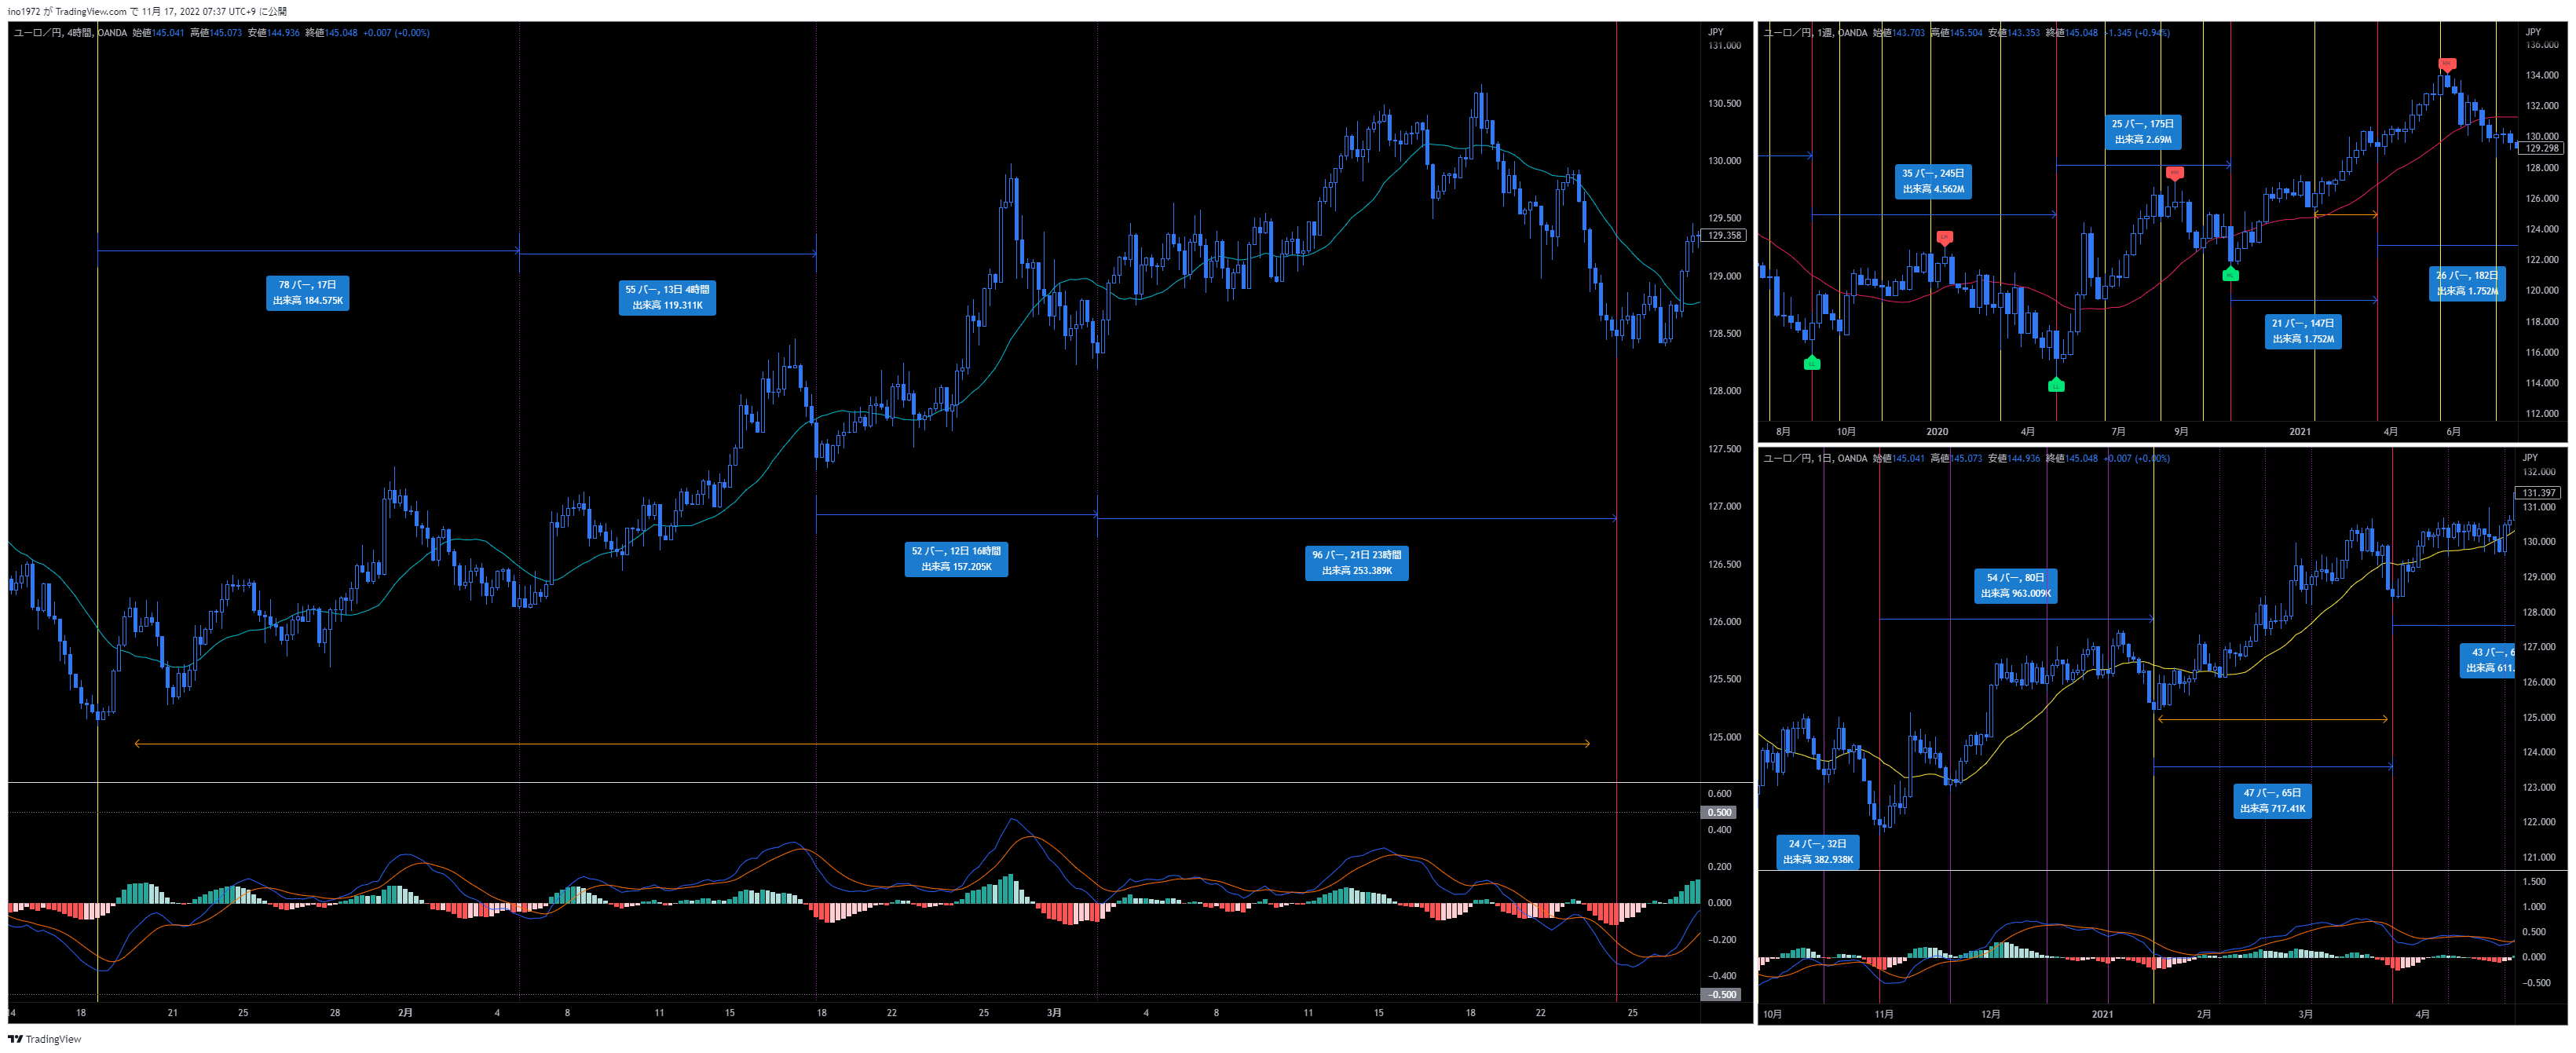 ino1972 が TradingView.com で 11月 17, 2022 07:37 UTC+9 に公開
ユーロ／円, 4時間, OANDA 始値145.041 高値145.073 安値144.936 終値145.048 +0.007 (+0.00%)
JPY
131.000
130.500
130.000
129.500
129.358
129.000
128.500
128.000
127.500
127.000
126.500
126.000
125.500
125.000
78 バー, 17日
出来高 184.575K
55 バー, 13日 4時間
出来高 119.311K
52 バー, 12日 16時間
出来高 157.205K
96 バー, 21日 23時間
出来高 253.389K
0.600
0.500
0.400
0.200
0.000
−0.200
−0.400
−0.500
14 18 21 25 28 2月 4 8 11 15 18 22 25 3月 4 8 11 15 18 22 25
ユーロ／円, 1週, OANDA 始値143.703 高値145.504 安値143.353 終値145.048 +1.345 (+0.94%)
JPY
136.000
134.000
132.000
130.000
129.298
128.000
126.000
124.000
122.000
120.000
118.000
116.000
114.000
112.000
35 バー, 245日
出来高 4.562M
25 バー, 175日
出来高 2.69M
26 バー, 182日
出来高 1.752M
21 バー, 147日
出来高 1.752M
8月 10月 2020 4月 7月 9月 2021 4月 6月
ユーロ／円, 1日, OANDA 始値145.041 高値145.073 安値144.936 終値145.048 +0.007 (+0.00%)
JPY
132.000
131.397
131.000
130.000
129.000
128.000
127.000
126.000
125.000
124.000
123.000
122.000
121.000
54 バー, 80日
出来高 963.009K
43 バー, 6
出来高 611.
47 バー, 65日
出来高 717.41K
24 バー, 32日
出来高 382.938K
1.500
1.000
0.500
0.000
−0.500
10月 11月 12月 2021 2月 3月 4月
TradingView